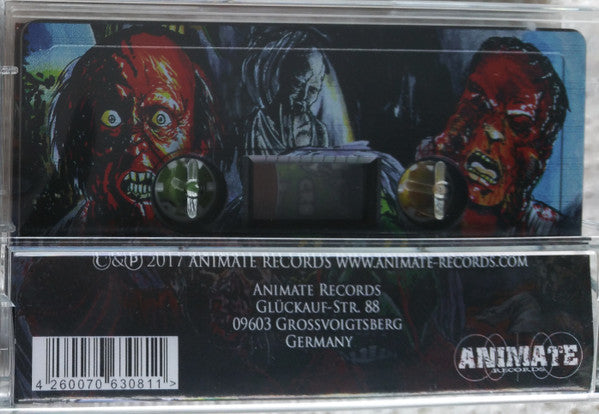 ©&℗ 2017 ANIMATE RECORDS WWW.ANIMATE-RECORDS.COM
ANIMATE RECORDS
GLÜCKAUF-STR. 88
09603 GROSSVOIGTSBERG
GERMANY
ANIMATE
RECORDS
4 260070 630811 >